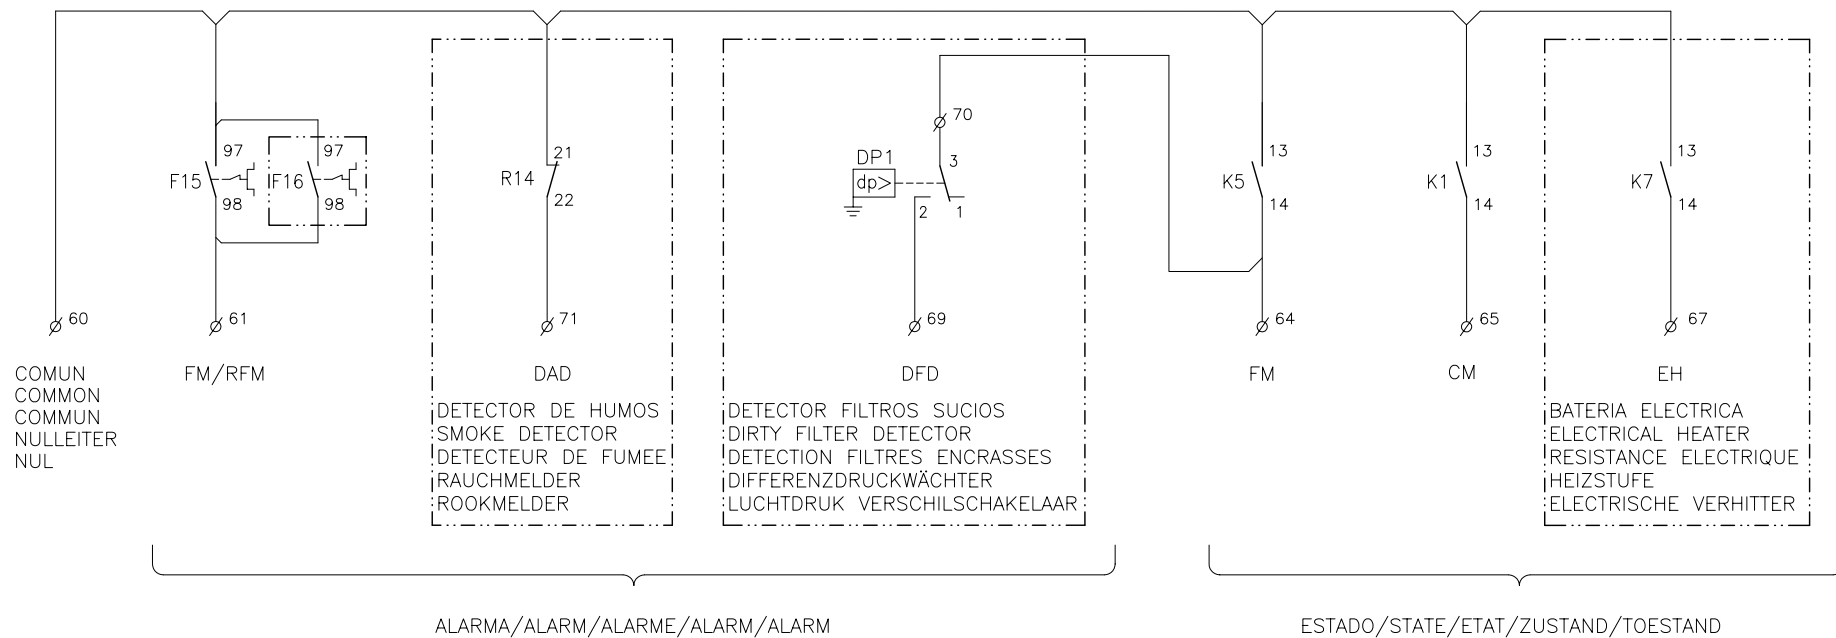 97
F15
98
97
F16
98
21
R14
22
70
DP1
dp>
3
2
1
13
K5
14
13
K1
14
13
K7
14
60
61
71
69
64
65
67
COMUN
COMMON
COMMUN
NULLEITER
NUL
FM/RFM
DAD
DETECTOR DE HUMOS
SMOKE DETECTOR
DETECTEUR DE FUMEE
RAUCHMELDER
ROOKMELDER
DFD
DETECTOR FILTROS SUCIOS
DIRTY FILTER DETECTOR
DETECTION FILTRES ENCRASSES
DIFFERENZDRUCKWÄCHTER
LUCHTDRUK VERSCHILSCHAKELAAR
FM
CM
EH
BATERIA ELECTRICA
ELECTRICAL HEATER
RESISTANCE ELECTRIQUE
HEIZSTUFE
ELECTRISCHE VERHITTER
ALARMA/ALARM/ALARME/ALARM/ALARM
ESTADO/STATE/ETAT/ZUSTAND/TOESTAND